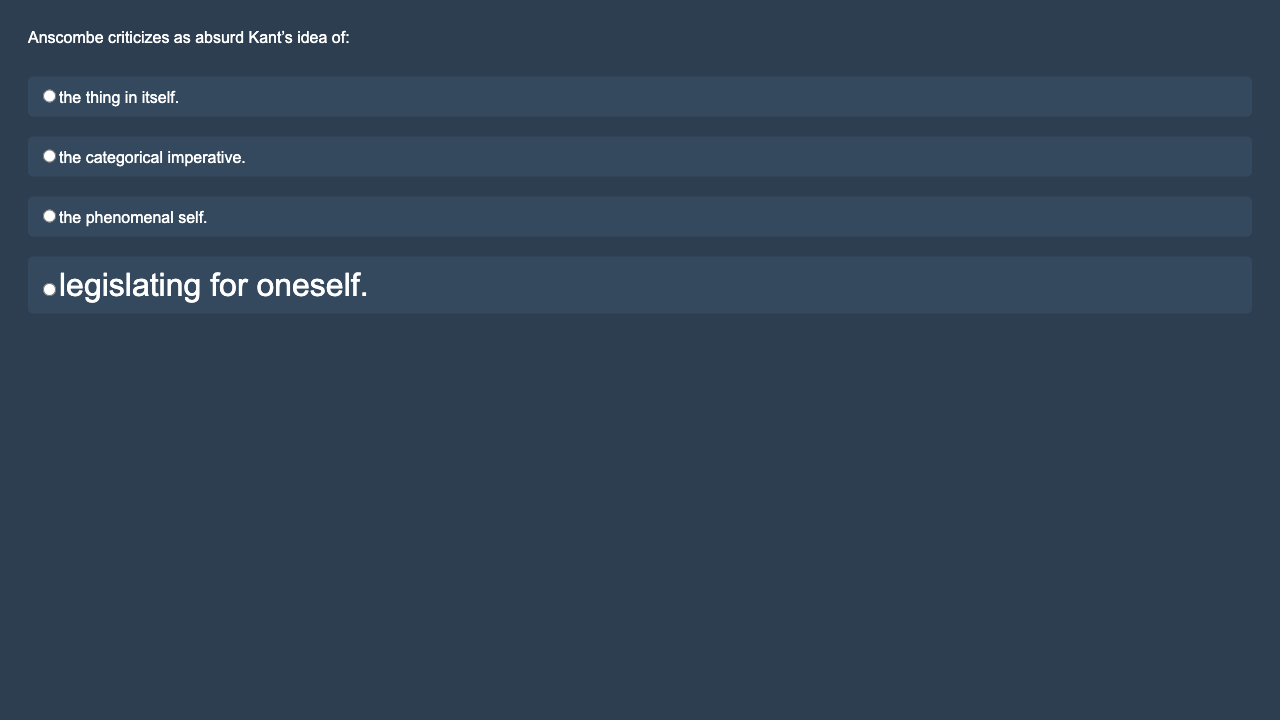 Anscombe criticizes as absurd Kant’s idea of:
the thing in itself.
the categorical imperative.
the phenomenal self.
legislating for oneself.